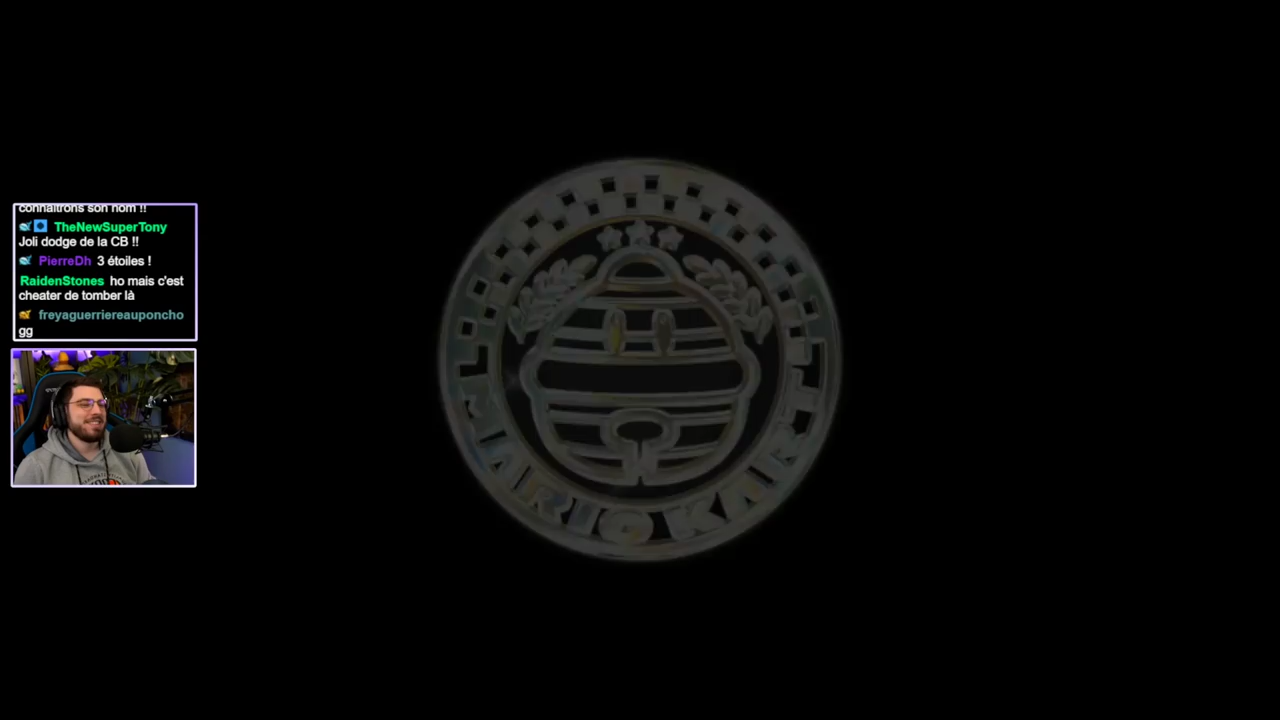 connaîtrons son nom !!
TheNewSuperTony
Joli dodge de la CB !!
PierreDh 3 étoiles !
RaidenStones ho mais c'est
cheater de tomber là
freyaguerriereauponcho
gg
MARIO KART